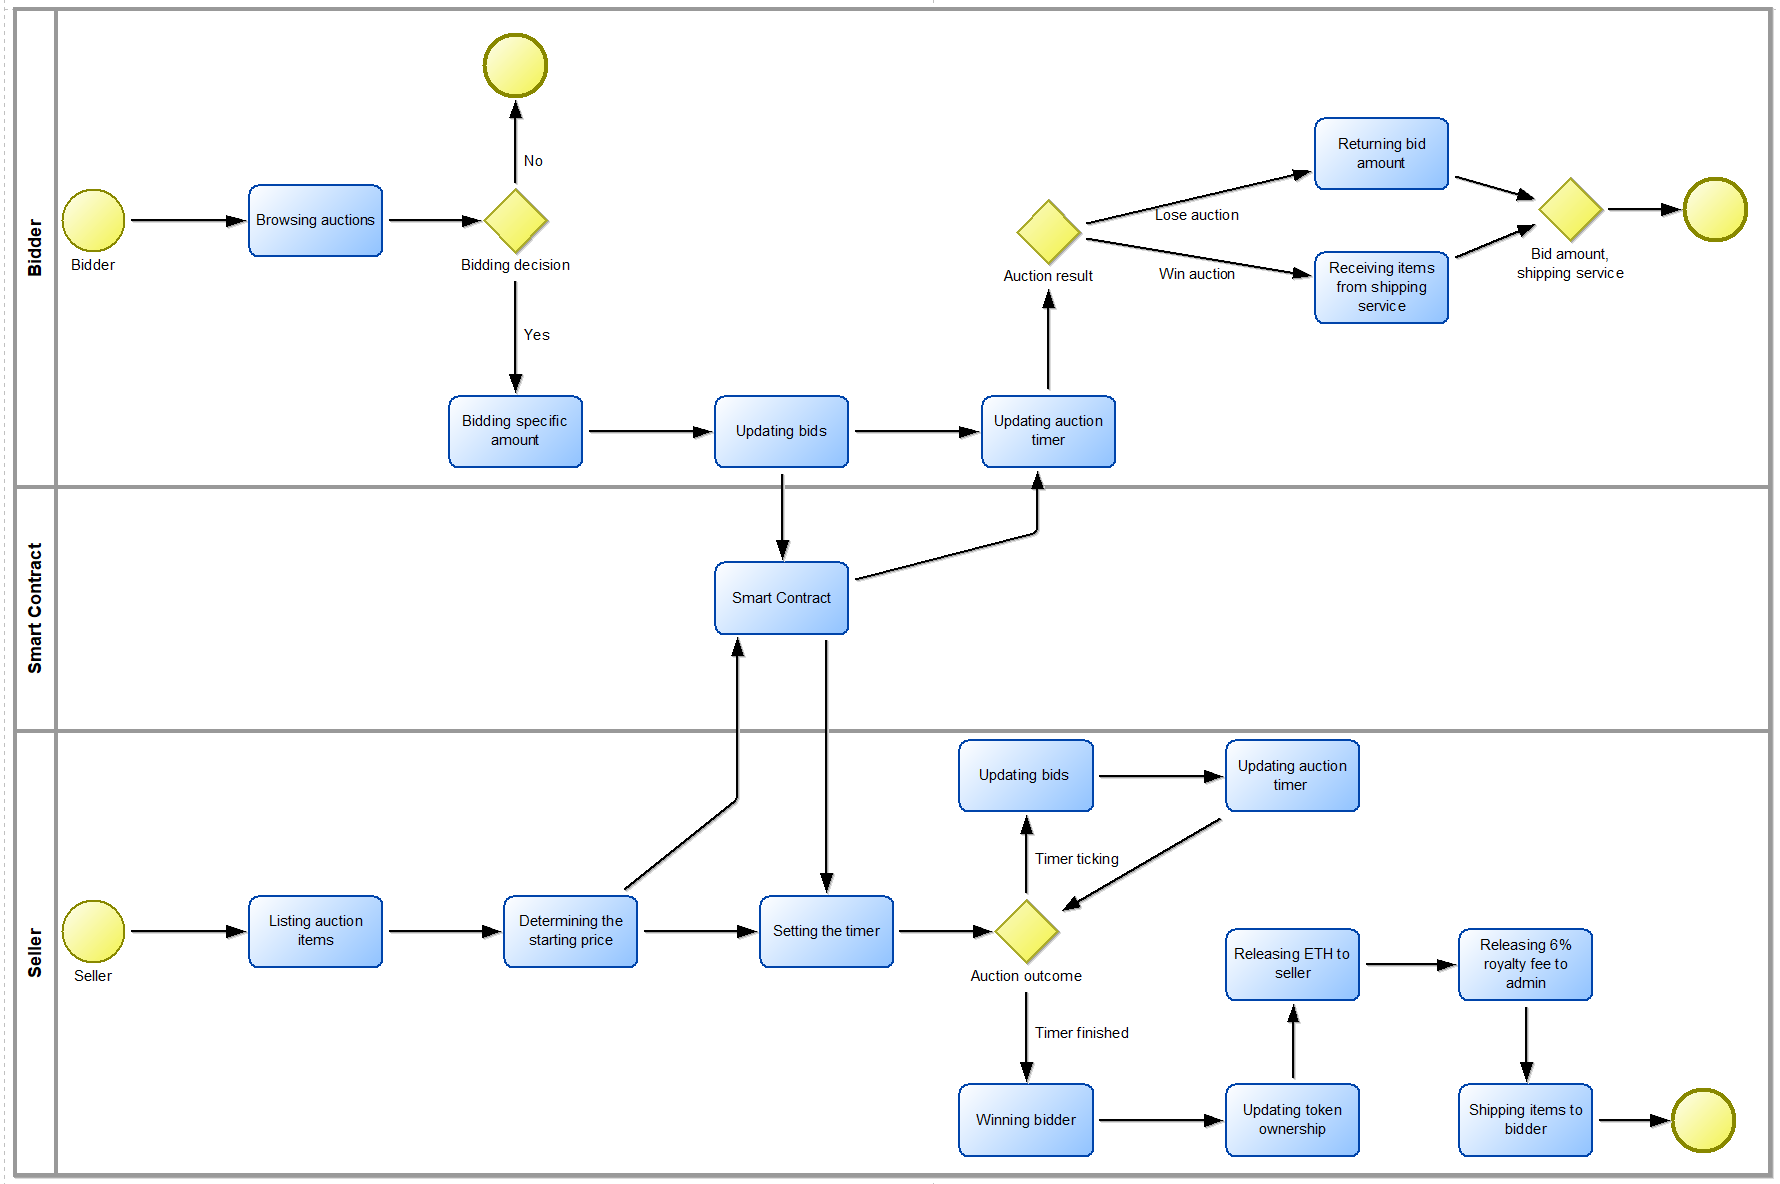 Bidder
Bidder
Browsing auctions
No
Bidding decision
Yes
Bidding specific
amount
Updating bids
Updating auction
timer
Auction result
Lose auction
Win auction
Returning bid
amount
Receiving items
from shipping
service
Bid amount,
shipping service
Smart Contract
Smart Contract
Seller
Seller
Listing auction
items
Determining the
starting price
Setting the timer
Auction outcome
Timer ticking
Updating bids
Updating auction
timer
Timer finished
Winning bidder
Updating token
ownership
Releasing ETH to
seller
Releasing 6%
royalty fee to
admin
Shipping items to
bidder